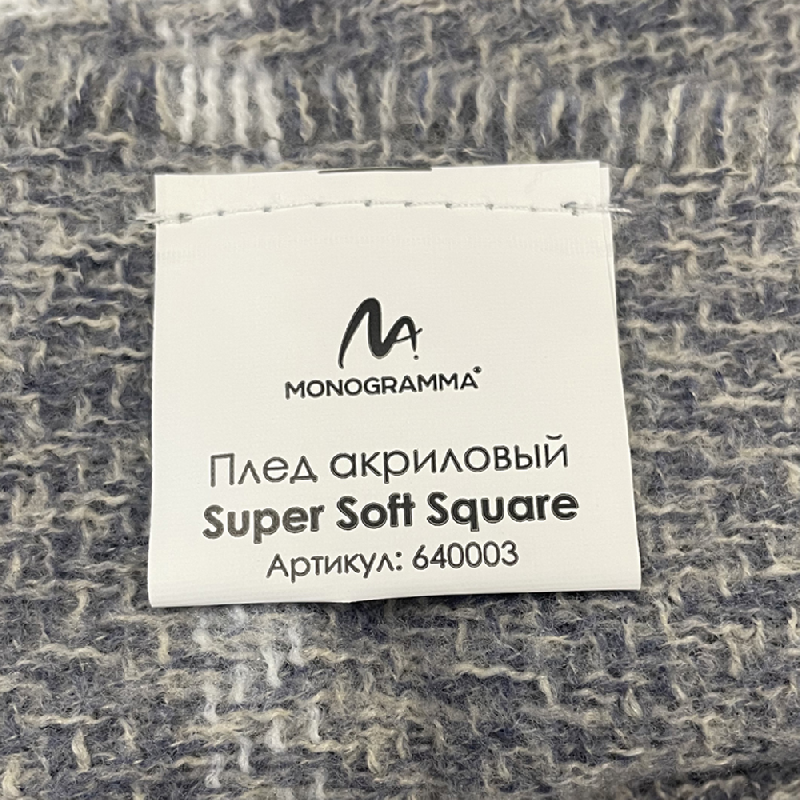 MONOGRAMMA®
Плед акриловый
Super Soft Square
Артикул: 640003